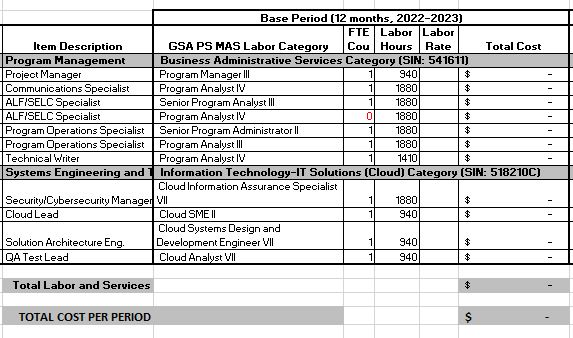 Base Period (12 months, 2022-2023)
Item Description GSA PS MAS Labor Category FTE Cou Labor Hours Labor Rate Total Cost
Program Management Business Administrative Services Category (SIN: 541611)
Project Manager Program Manager III 1 940 $ -
Communications Specialist Program Analyst IV 1 1880 $ -
ALF/SELC Specialist Senior Program Analyst III 1 1880 $ -
ALF/SELC Specialist Program Analyst IV 0 1880 $ -
Program Operations Specialist Senior Program Administrator II 1 1880 $ -
Program Operations Specialist Program Analyst III 1 1880 $ -
Technical Writer Program Analyst IV 1 1410 $ -
Systems Engineering and T Information Technology-IT Solutions (Cloud) Category (SIN: 518210C)
Security/Cybersecurity Manager Cloud Information Assurance Specialist VII 1 1880 $ -
Cloud Lead Cloud SME II 1 940 $ -
Solution Architecture Eng. Cloud Systems Design and Development Engineer VII 1 940 $ -
QA Test Lead Cloud Analyst VII 1 940 $ -
Total Labor and Services $ -
TOTAL COST PER PERIOD $ -